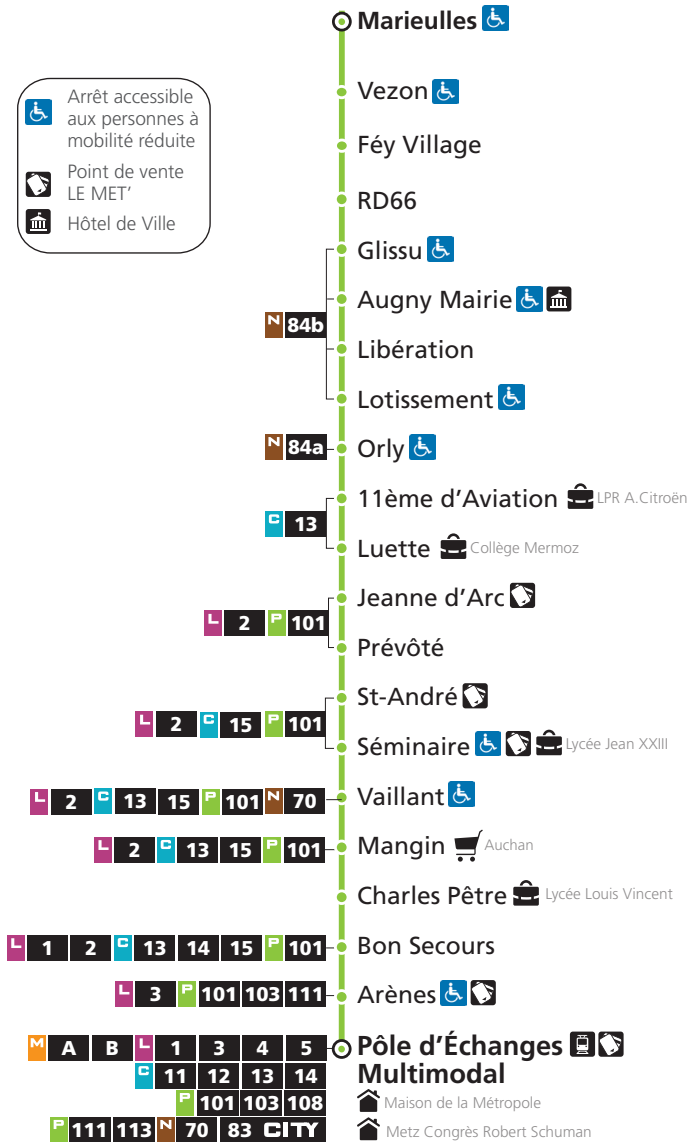 Marieulles
Arrêt accessible
aux personnes à
mobilité réduite
Point de vente
LE MET’
Hôtel de Ville
Vezon
Féy Village
RD66
Glissu
Augny Mairie
N 84b
Libération
Lotissement
N 84a Orly
11ème d’Aviation LPR A.Citroën
C 13
Luette Collège Mermoz
Jeanne d’Arc
L 2 P 101
Prévôté
St-André
L 2 C 15 P 101
Séminaire Lycée Jean XXIII
L 2 C 13 15 P 101 N 70 Vaillant
L 2 C 13 15 P 101 Mangin Auchan
Charles Pêtre Lycée Louis Vincent
L 1 2 C 13 14 15 P 101 Bon Secours
L 3 P 101 103 111 Arènes
M A B L 1 3 4 5 Pôle d’Échanges
C 11 12 13 14 Multimodal
P 101 103 108 Maison de la Métropole
P 111 113 N 70 83 CITY Metz Congrès Robert Schuman